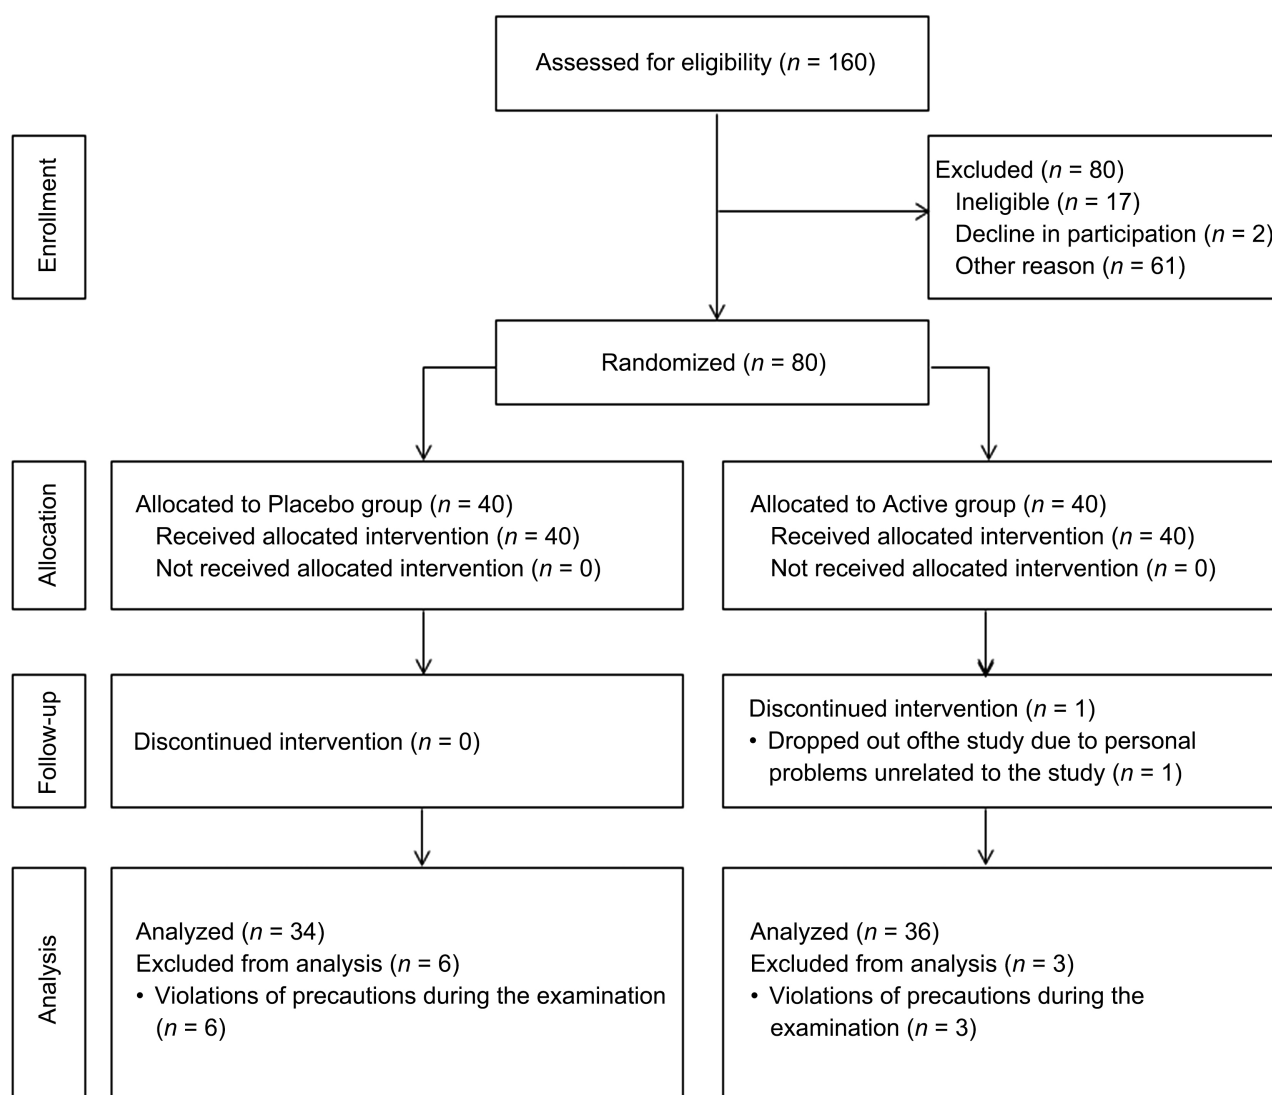 Assessed for eligibility (n = 160)
Enrollment
Excluded (n = 80)
Ineligible (n = 17)
Decline in participation (n = 2)
Other reason (n = 61)
Randomized (n = 80)
Allocation
Allocated to Placebo group (n = 40)
Received allocated intervention (n = 40)
Not received allocated intervention (n = 0)
Allocated to Active group (n = 40)
Received allocated intervention (n = 40)
Not received allocated intervention (n = 0)
Follow-up
Discontinued intervention (n = 0)
Discontinued intervention (n = 1)
• Dropped out ofthe study due to personal
problems unrelated to the study (n = 1)
Analysis
Analyzed (n = 34)
Excluded from analysis (n = 6)
• Violations of precautions during the examination
(n = 6)
Analyzed (n = 36)
Excluded from analysis (n = 3)
• Violations of precautions during the
examination (n = 3)